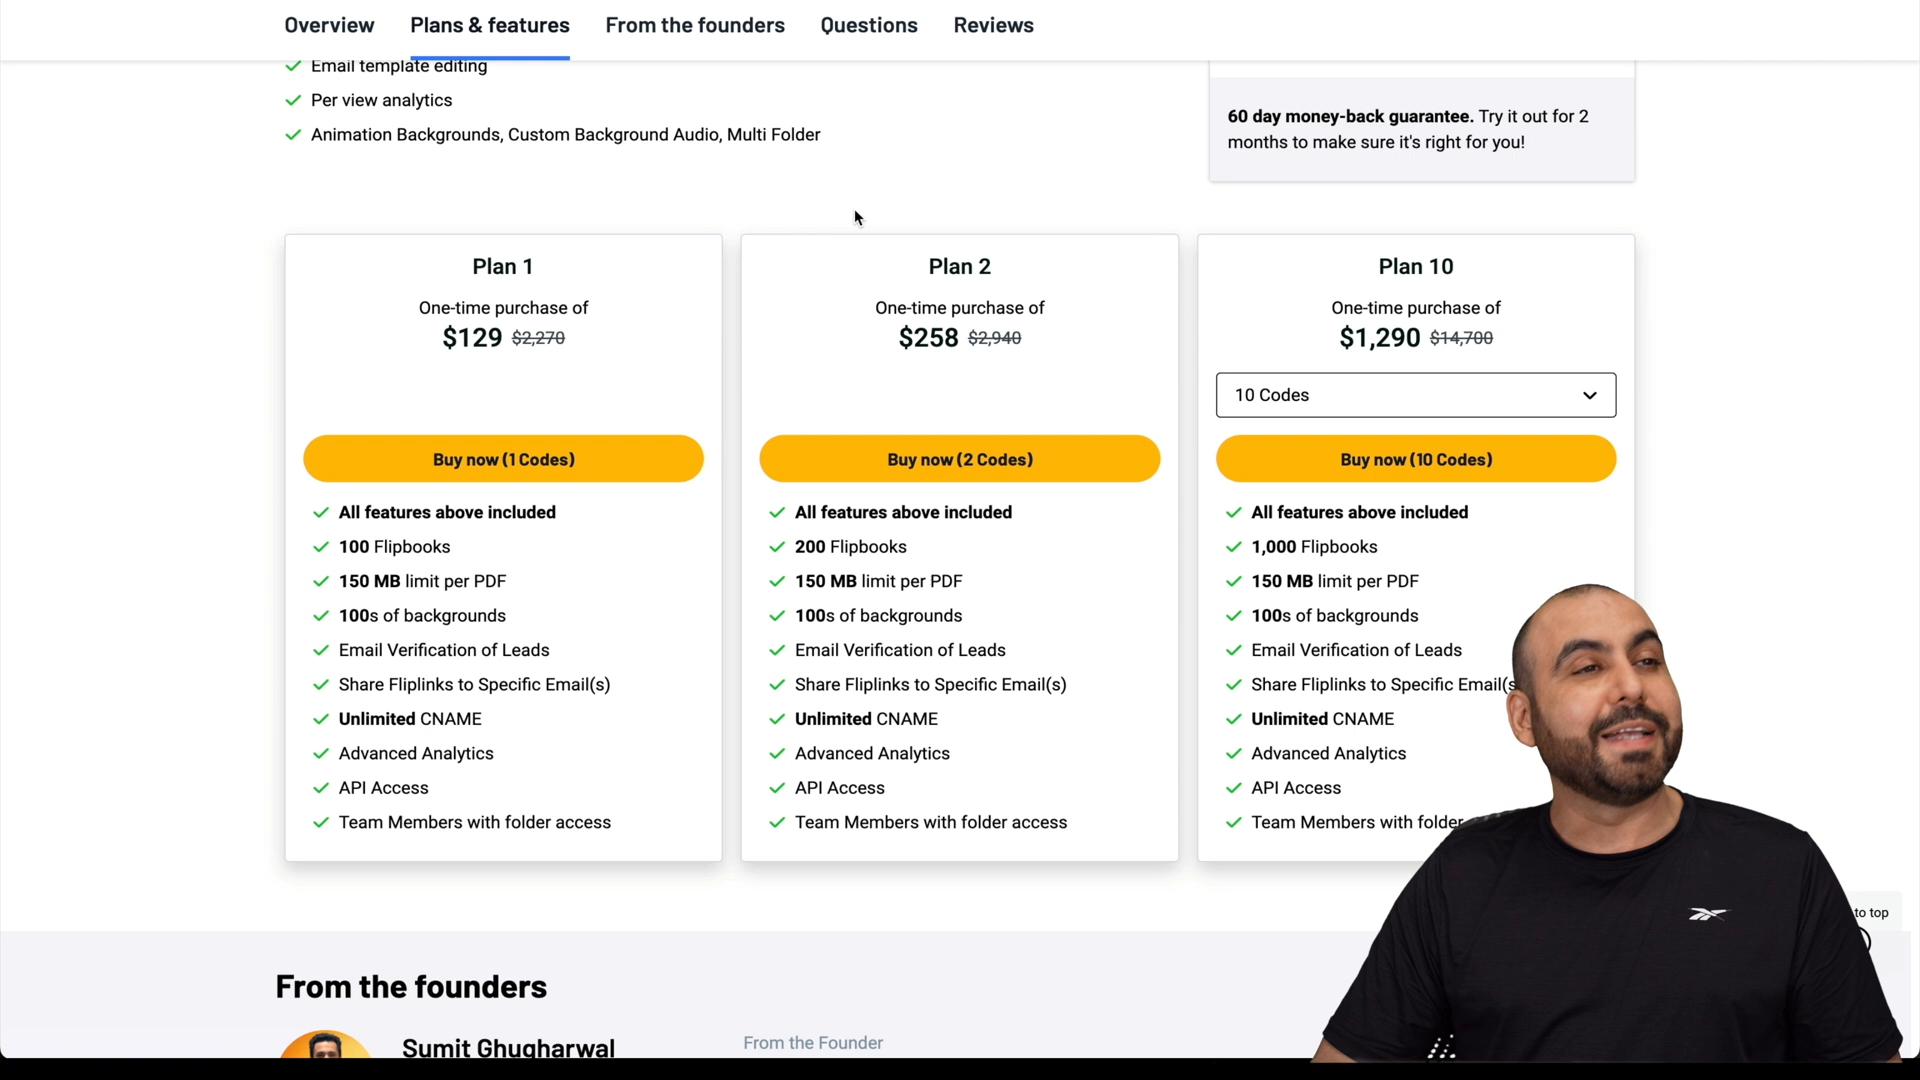 Overview
Plans & features
From the founders
Questions
Reviews
Email template editing
Per view analytics
Animation Backgrounds, Custom Background Audio, Multi Folder
60 day money-back guarantee. Try it out for 2
months to make sure it's right for you!
Plan 1
One-time purchase of
$129 $2,270
Buy now (1 Codes)
All features above included
100 Flipbooks
150 MB limit per PDF
100s of backgrounds
Email Verification of Leads
Share Fliplinks to Specific Email(s)
Unlimited CNAME
Advanced Analytics
API Access
Team Members with folder access
Plan 2
One-time purchase of
$258 $2,940
Buy now (2 Codes)
All features above included
200 Flipbooks
150 MB limit per PDF
100s of backgrounds
Email Verification of Leads
Share Fliplinks to Specific Email(s)
Unlimited CNAME
Advanced Analytics
API Access
Team Members with folder access
Plan 10
One-time purchase of
$1,290 $14,700
10 Codes
Buy now (10 Codes)
All features above included
1,000 Flipbooks
150 MB limit per PDF
100s of backgrounds
Email Verification of Leads
Share Fliplinks to Specific Email(s
Unlimited CNAME
Advanced Analytics
API Access
Team Members with folder
to top
From the founders
Sumit Ghugharwal
From the Founder